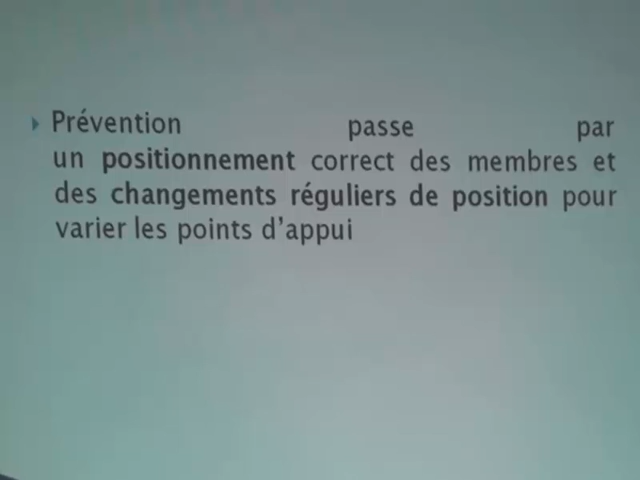 Prévention passe par
un positionnement correct des membres et
des changements réguliers de position pour
varier les points d'appui